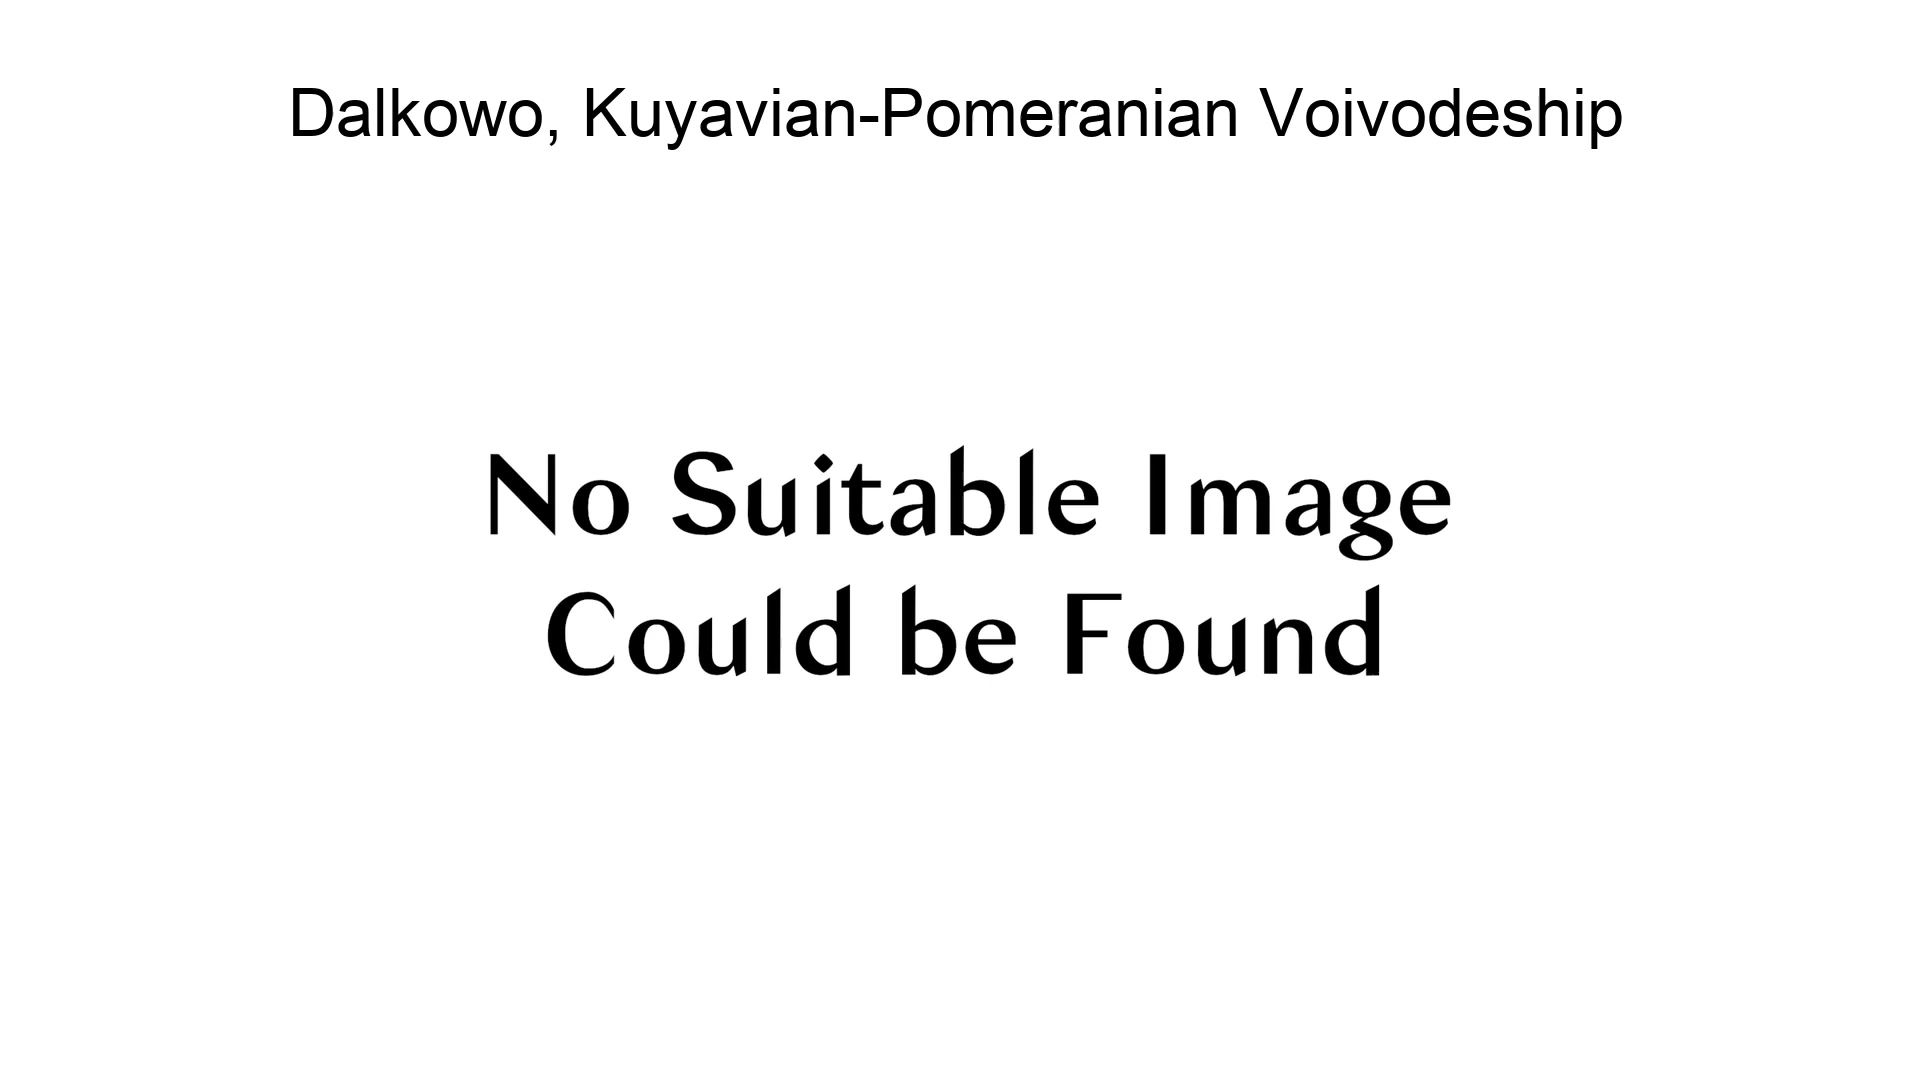 Dalkowo, Kuyavian-Pomeranian Voivodeship
No Suitable Image
Could be Found